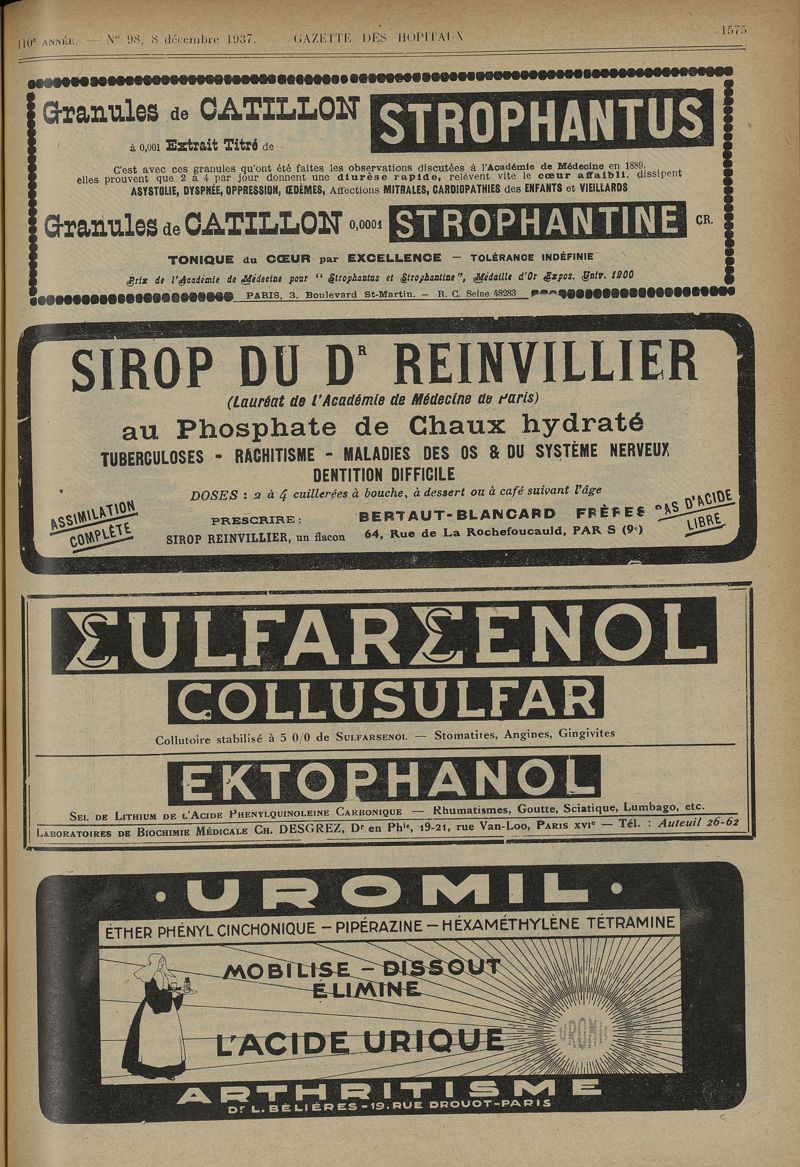 110e ANNÉE. — No 98, 8 décembre 1937. GAZETTE DES HOPITAUX 1575
Granules de CATILLON STROPHANTUS
à 0,001 Extrait Titré de
C'est avec ces granules qu'ont été faites les observations discutées à l'Académie de Médecine en 1889,
elles prouvent que 2 à 4 par jour donnent une diurèse rapide, relèvent vite le cœur affaibli, dissipent
ASYSTOLIE, DYSPNÉE, OPPRESSION, ŒDÈMES, Affections MITRALES, CARDIOPATHIES des ENFANTS et VIEILLARDS
Granules de CATILLON 0,0001 STROPHANTINE CR.
TONIQUE du CŒUR par EXCELLENCE — TOLÉRANCE INDÉFINIE
Prix de l'Académie de Médecine pour "Strophantus et Strophantine", Médaille d'Or Expos. Univ. 1900
PARIS, 3, Boulevard St-Martin. — R. C. Seine 48283
SIROP DU DR REINVILLIER
(Lauréat de l'Académie de Médecine de Paris)
au Phosphate de Chaux hydraté
TUBERCULOSES - RACHITISME - MALADIES DES OS & DU SYSTÈME NERVEUX
DENTITION DIFFICILE
DOSES : 2 à 4 cuillerées à bouche, à dessert ou à café suivant l'âge
ASSIMILATION
COMPLÈTE
PRESCRIRE :
SIROP REINVILLIER, un flacon
BERTAUT-BLANCARD FRÈRES
64, Rue de La Rochefoucauld, PAR S (9e)
PAS D'ACIDE
LIBRE
SULFARSENOL
COLLUSULFAR
Collutoire stabilisé à 5 0/0 de SULFARSENOL — Stomatites, Angines, Gingivites
EKTOPHANOL
SEL DE LITHIUM DE L'ACIDE PHENYLQUINOLEINE CARBONIQUE — Rhumatismes, Goutte, Sciatique, Lumbago, etc.
LABORATOIRES DE BIOCHIMIE MÉDICALE CH. DESGREZ, Dr en Phie, 19-21, rue Van-Loo, PARIS XVIe — Tél. : Auteuil 26-62
· UROMIL ·
ÉTHER PHÉNYL CINCHONIQUE - PIPÉRAZINE - HÉXAMÉTHYLÈNE TÉTRAMINE
MOBILISE - DISSOUT
ÉLIMINE
L'ACIDE URIQUE
UROMIL
ARTHRITISME
DR L. BÉLIÈRES - 19, RUE DROUOT - PARIS